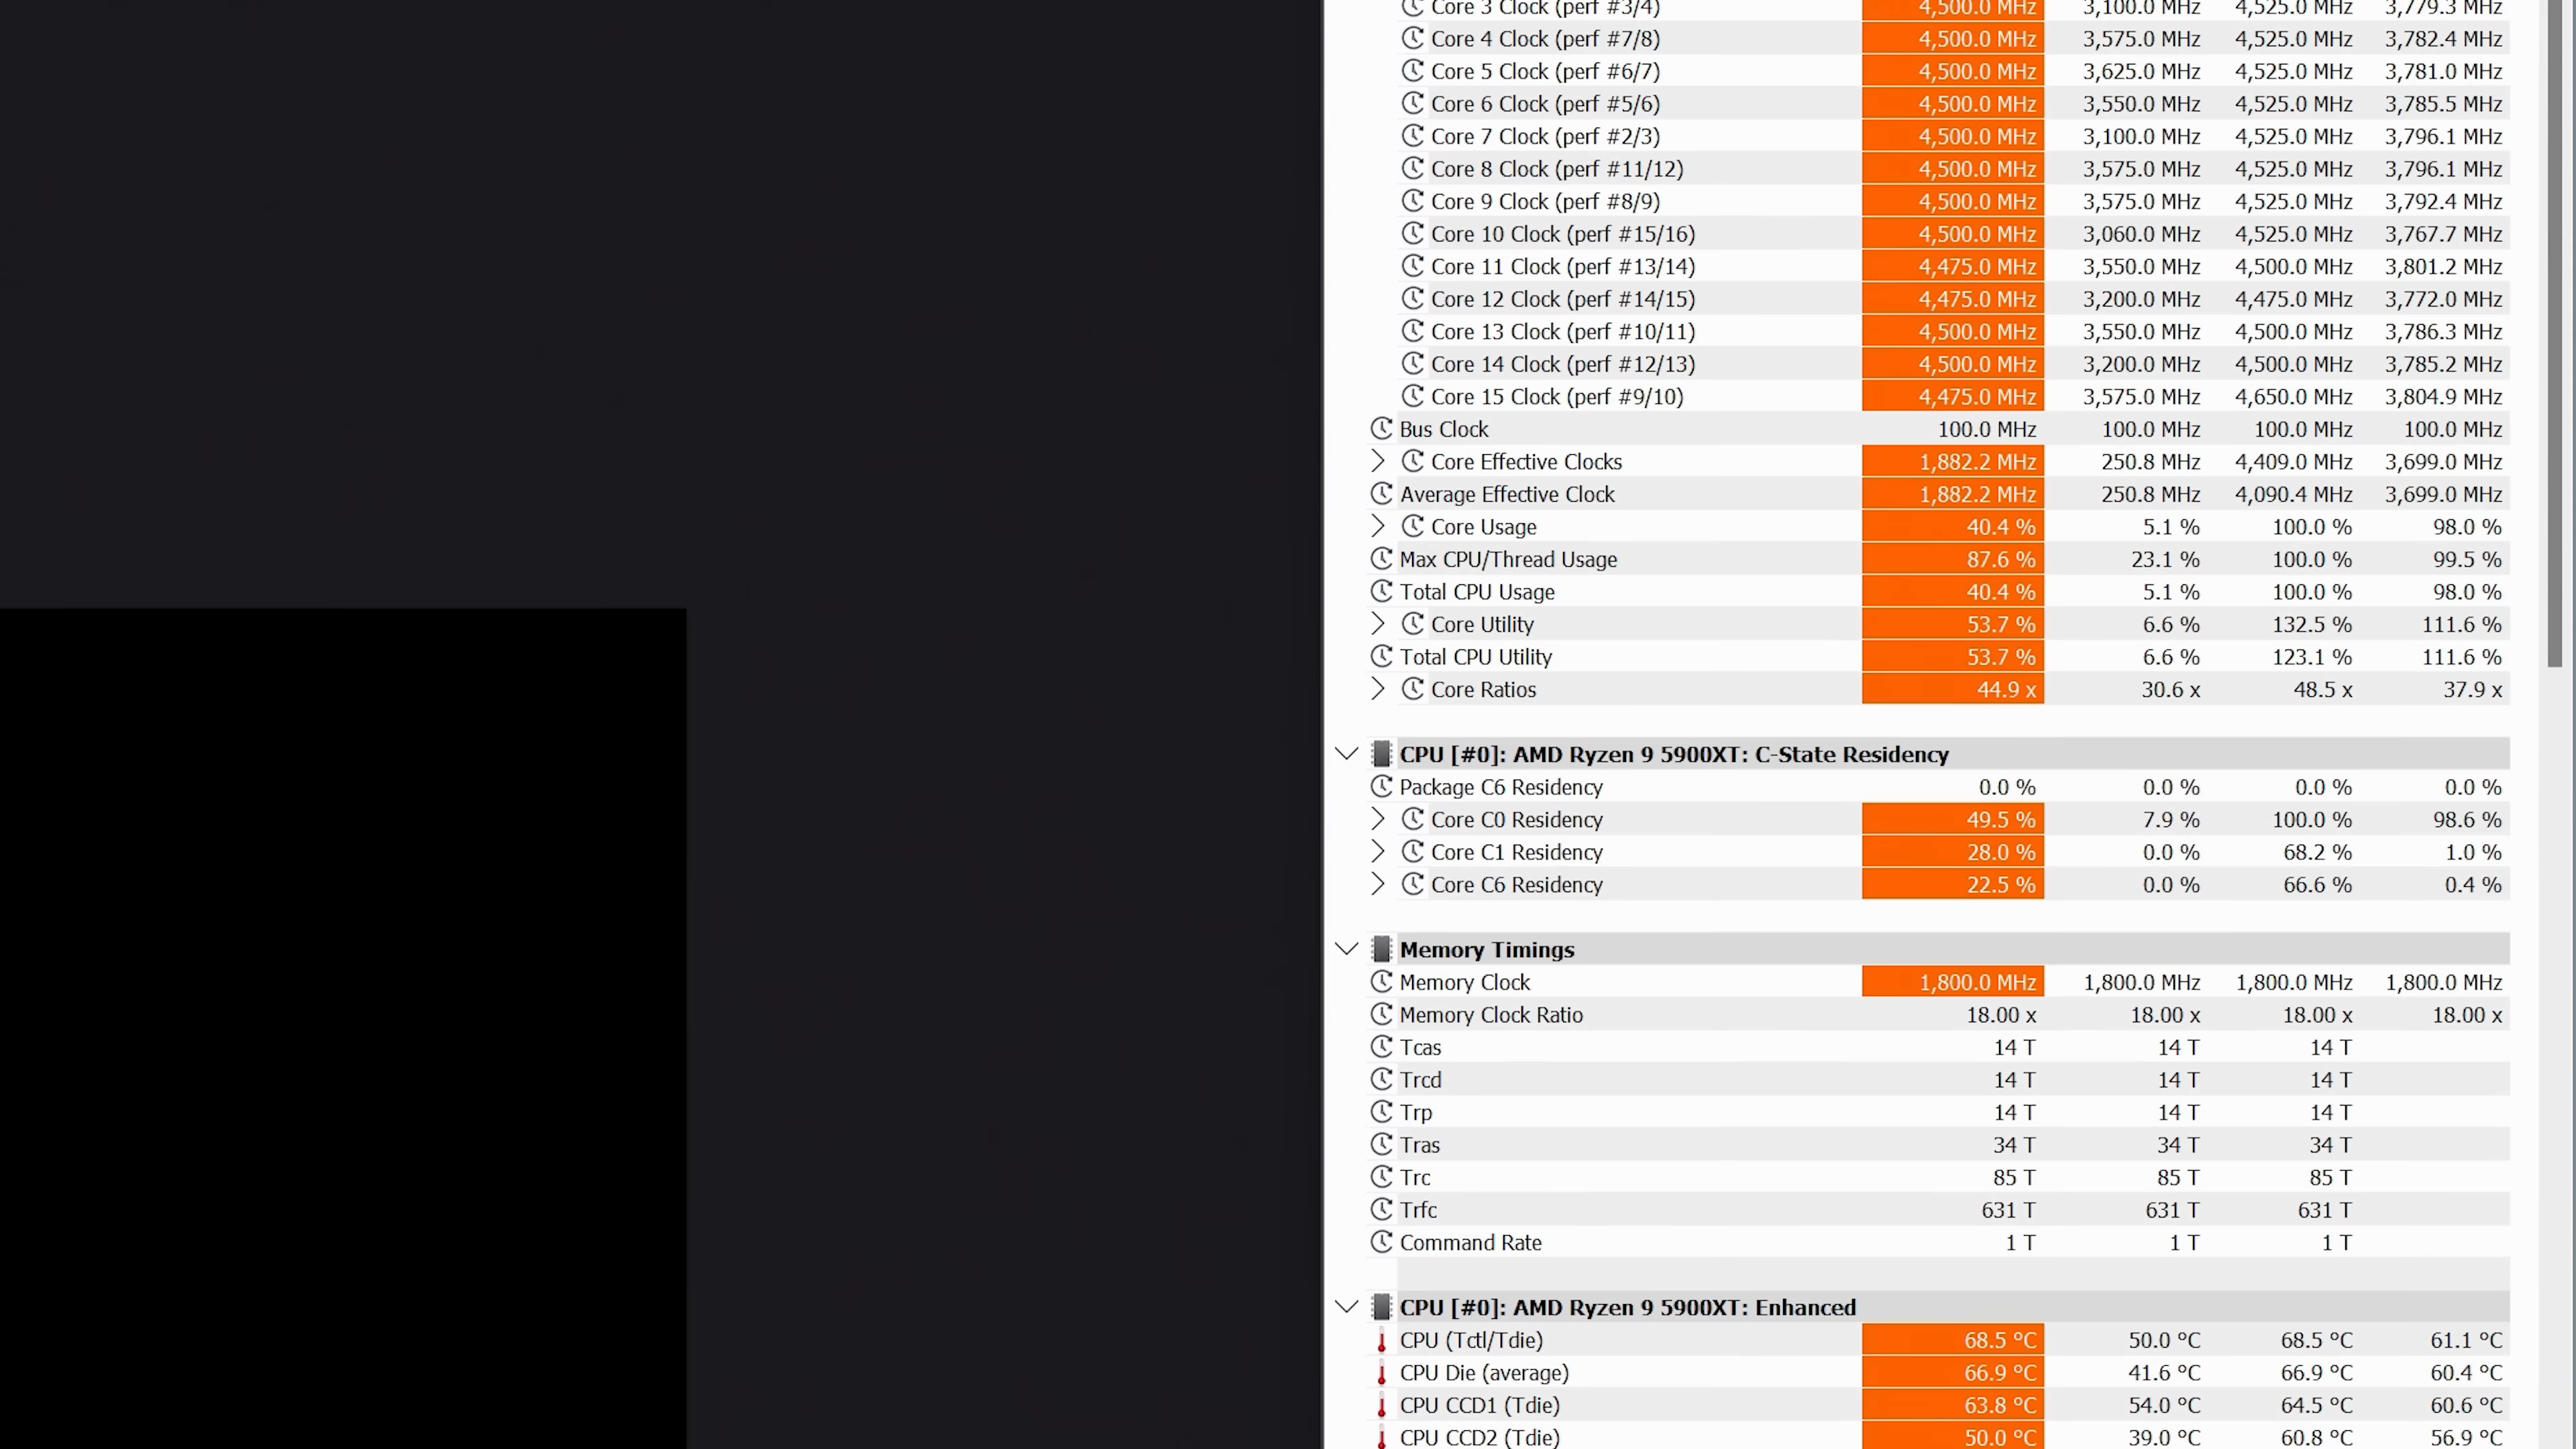 Core 3 Clock (perf #3/4) 4,500.0 MHz 3,100.0 MHz 4,525.0 MHz 3,779.3 MHz
Core 4 Clock (perf #7/8) 4,500.0 MHz 3,575.0 MHz 4,525.0 MHz 3,782.4 MHz
Core 5 Clock (perf #6/7) 4,500.0 MHz 3,625.0 MHz 4,525.0 MHz 3,781.0 MHz
Core 6 Clock (perf #5/6) 4,500.0 MHz 3,550.0 MHz 4,525.0 MHz 3,785.5 MHz
Core 7 Clock (perf #2/3) 4,500.0 MHz 3,100.0 MHz 4,525.0 MHz 3,796.1 MHz
Core 8 Clock (perf #11/12) 4,500.0 MHz 3,575.0 MHz 4,525.0 MHz 3,796.1 MHz
Core 9 Clock (perf #8/9) 4,500.0 MHz 3,575.0 MHz 4,525.0 MHz 3,792.4 MHz
Core 10 Clock (perf #15/16) 4,500.0 MHz 3,060.0 MHz 4,525.0 MHz 3,767.7 MHz
Core 11 Clock (perf #13/14) 4,475.0 MHz 3,550.0 MHz 4,500.0 MHz 3,801.2 MHz
Core 12 Clock (perf #14/15) 4,475.0 MHz 3,200.0 MHz 4,475.0 MHz 3,772.0 MHz
Core 13 Clock (perf #10/11) 4,500.0 MHz 3,550.0 MHz 4,500.0 MHz 3,786.3 MHz
Core 14 Clock (perf #12/13) 4,500.0 MHz 3,200.0 MHz 4,500.0 MHz 3,785.2 MHz
Core 15 Clock (perf #9/10) 4,475.0 MHz 3,575.0 MHz 4,650.0 MHz 3,804.9 MHz
Bus Clock 100.0 MHz 100.0 MHz 100.0 MHz 100.0 MHz
Core Effective Clocks 1,882.2 MHz 250.8 MHz 4,409.0 MHz 3,699.0 MHz
Average Effective Clock 1,882.2 MHz 250.8 MHz 4,090.4 MHz 3,699.0 MHz
Core Usage 40.4 % 5.1 % 100.0 % 98.0 %
Max CPU/Thread Usage 87.6 % 23.1 % 100.0 % 99.5 %
Total CPU Usage 40.4 % 5.1 % 100.0 % 98.0 %
Core Utility 53.7 % 6.6 % 132.5 % 111.6 %
Total CPU Utility 53.7 % 6.6 % 123.1 % 111.6 %
Core Ratios 44.9 x 30.6 x 48.5 x 37.9 x
CPU [#0]: AMD Ryzen 9 5900XT: C-State Residency
Package C6 Residency 0.0 % 0.0 % 0.0 % 0.0 %
Core C0 Residency 49.5 % 7.9 % 100.0 % 98.6 %
Core C1 Residency 28.0 % 0.0 % 68.2 % 1.0 %
Core C6 Residency 22.5 % 0.0 % 66.6 % 0.4 %
Memory Timings
Memory Clock 1,800.0 MHz 1,800.0 MHz 1,800.0 MHz 1,800.0 MHz
Memory Clock Ratio 18.00 x 18.00 x 18.00 x 18.00 x
Tcas 14 T 14 T 14 T
Trcd 14 T 14 T 14 T
Trp 14 T 14 T 14 T
Tras 34 T 34 T 34 T
Trc 85 T 85 T 85 T
Trfc 631 T 631 T 631 T
Command Rate 1 T 1 T 1 T
CPU [#0]: AMD Ryzen 9 5900XT: Enhanced
CPU (Tctl/Tdie) 68.5 °C 50.0 °C 68.5 °C 61.1 °C
CPU Die (average) 66.9 °C 41.6 °C 66.9 °C 60.4 °C
CPU CCD1 (Tdie) 63.8 °C 54.0 °C 64.5 °C 60.6 °C
CPU CCD2 (Tdie) 50.0 °C 39.0 °C 60.8 °C 56.9 °C